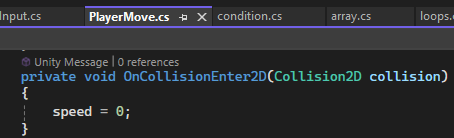 Input.cs PlayerMove.cs condition.cs array.cs loops.c
Unity Message | 0 references
private void OnCollisionEnter2D(Collision2D collision)
{
speed = 0;
}